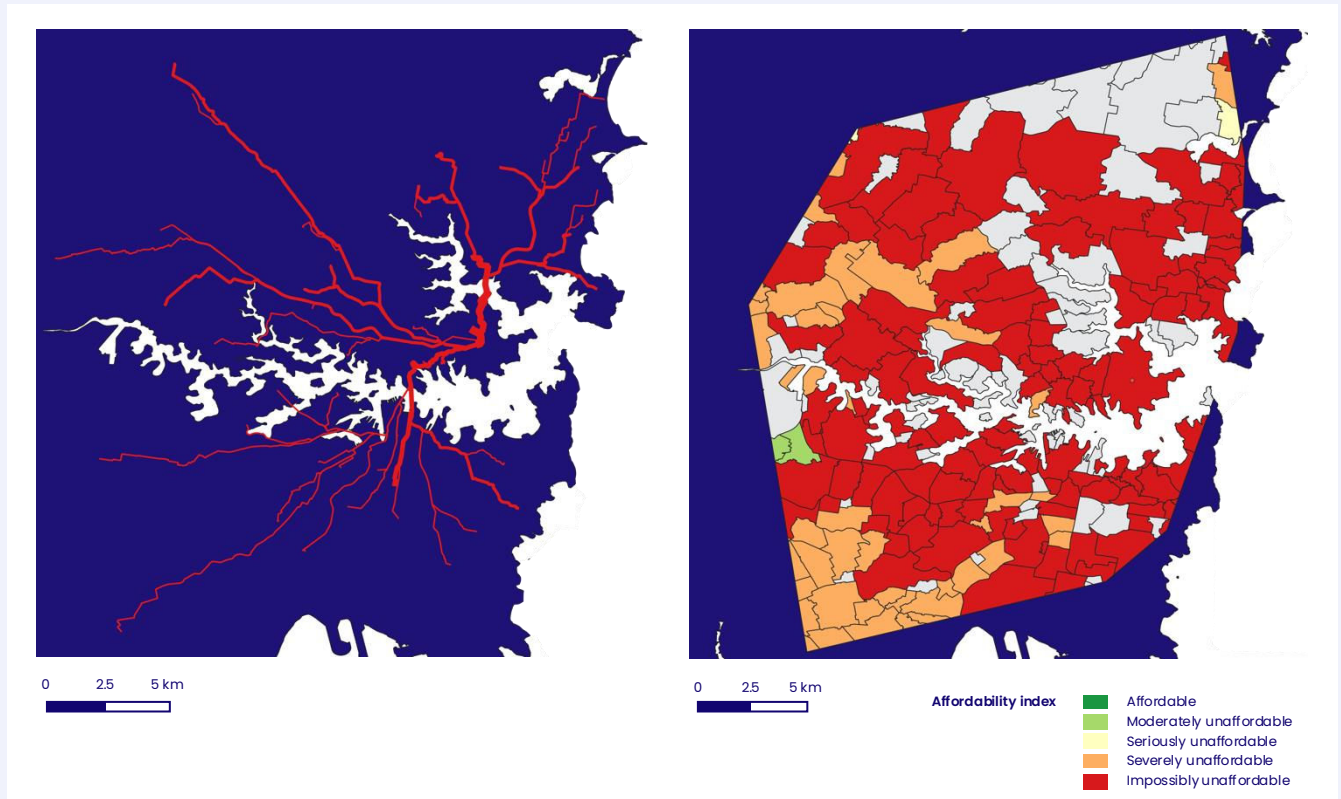 0 2.5 5 km
0 2.5 5 km
Affordability index
Affordable
Moderately unaffordable
Seriously unaffordable
Severely unaffordable
Impossibly unaffordable